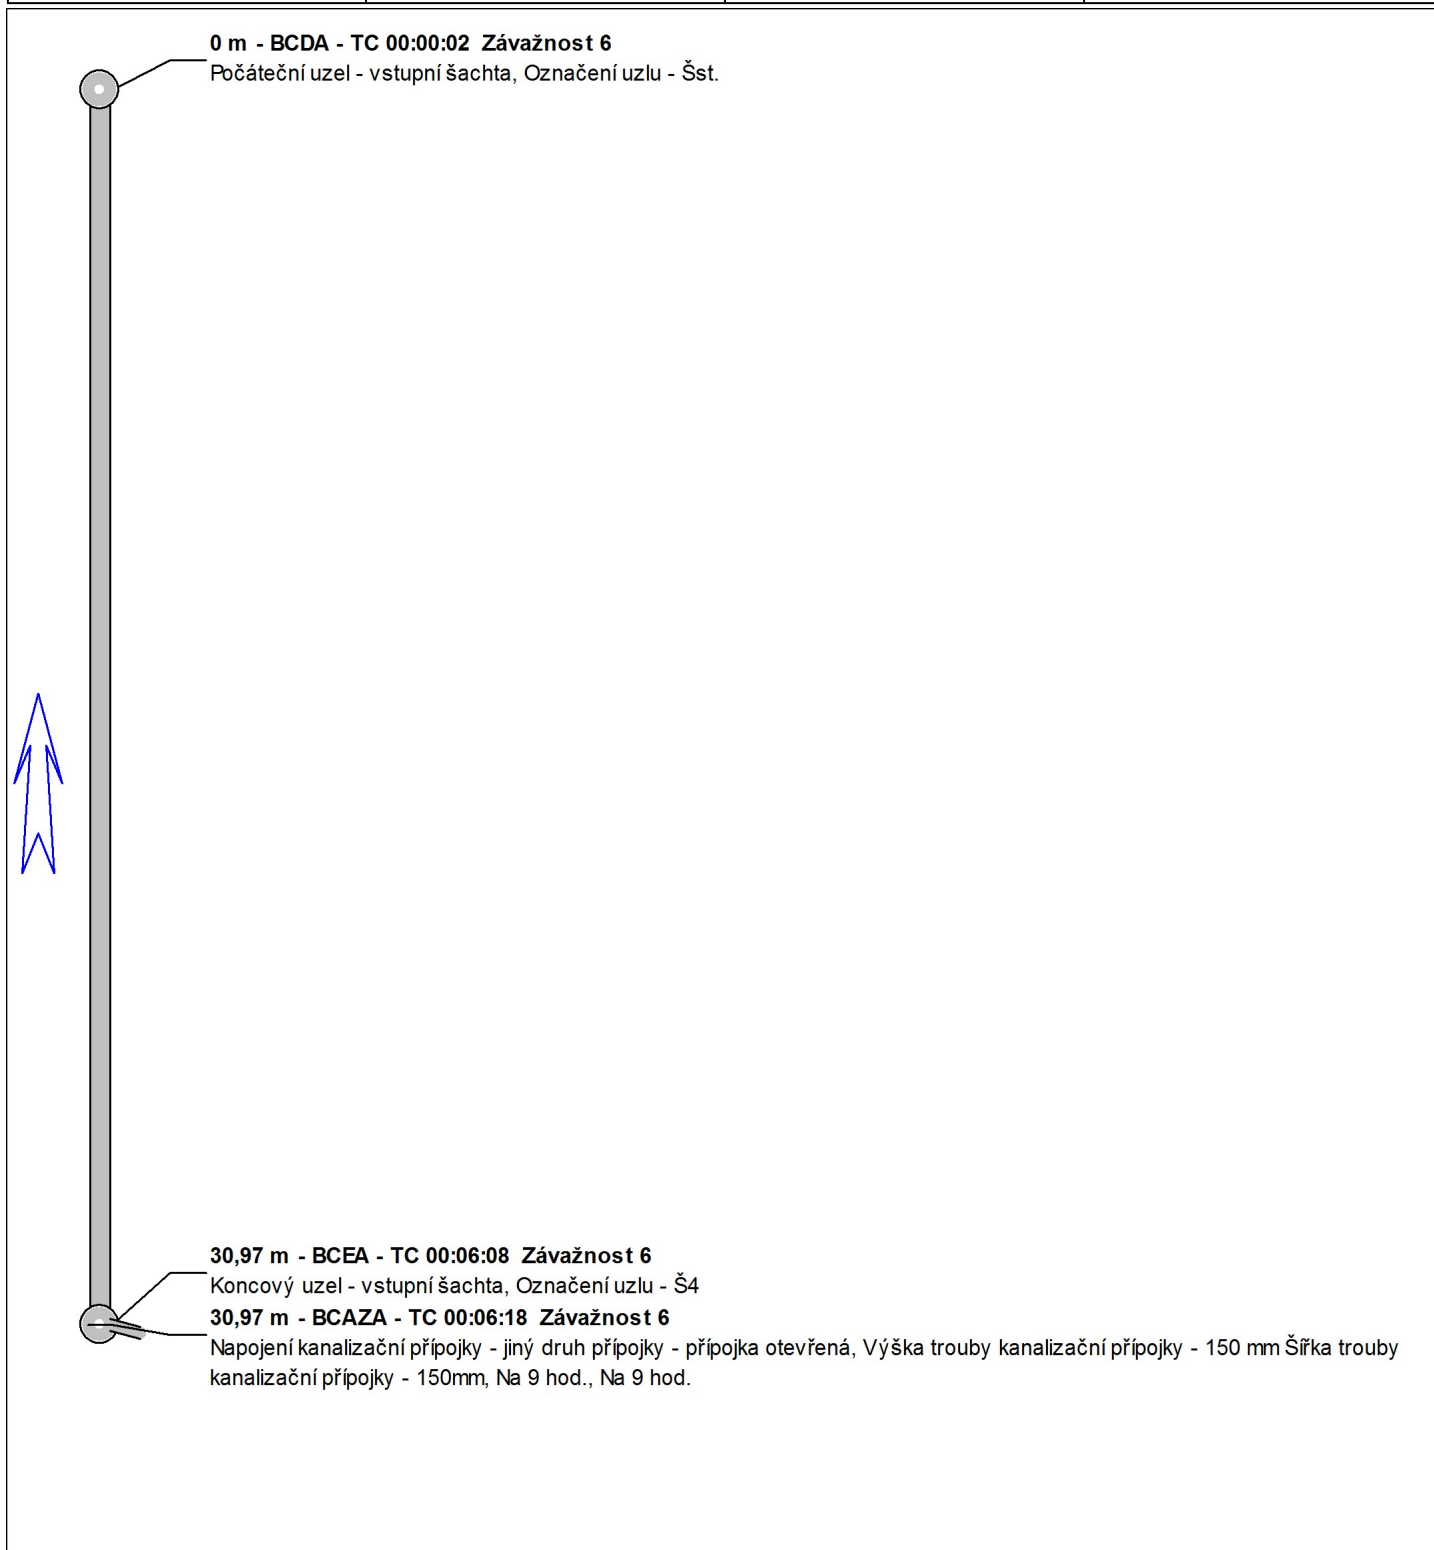 0 m - BCDA - TC 00:00:02 Závažnost 6
Počáteční uzel - vstupní šachta, Označení uzlu - Šst.
30,97 m - BCEA - TC 00:06:08 Závažnost 6
Koncový uzel - vstupní šachta, Označení uzlu - Š4
30,97 m - BCAZA - TC 00:06:18 Závažnost 6
Napojení kanalizační přípojky - jiný druh přípojky - přípojka otevřená, Výška trouby kanalizační přípojky - 150 mm Šířka trouby
kanalizační přípojky - 150mm, Na 9 hod., Na 9 hod.